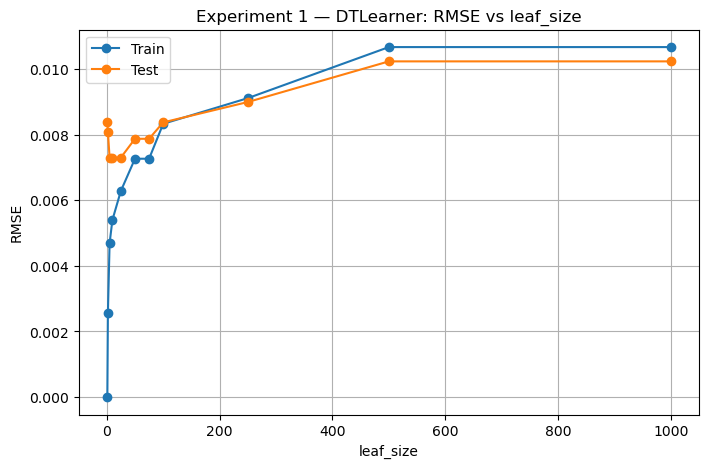 Experiment 1 — DTLearner: RMSE vs leaf_size
Train
Test
0.010
0.008
0.006
0.004
0.002
0.000
RMSE
0 200 400 600 800 1000
leaf_size